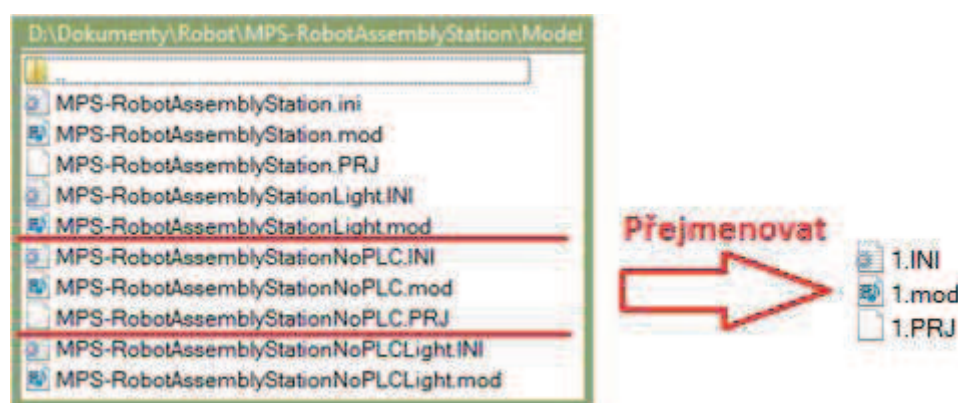 D:\Dokumenty\Robot\MPS-RobotAssemblyStation\Model
..
MPS-RobotAssemblyStation.ini
MPS-RobotAssemblyStation.mod
MPS-RobotAssemblyStation.PRJ
MPS-RobotAssemblyStationLight.INI
MPS-RobotAssemblyStationLight.mod
MPS-RobotAssemblyStationNoPLC.INI
MPS-RobotAssemblyStationNoPLC.mod
MPS-RobotAssemblyStationNoPLC.PRJ
MPS-RobotAssemblyStationNoPLCLight.INI
MPS-RobotAssemblyStationNoPLCLight.mod
Přejmenovat
1.INI
1.mod
1.PRJ